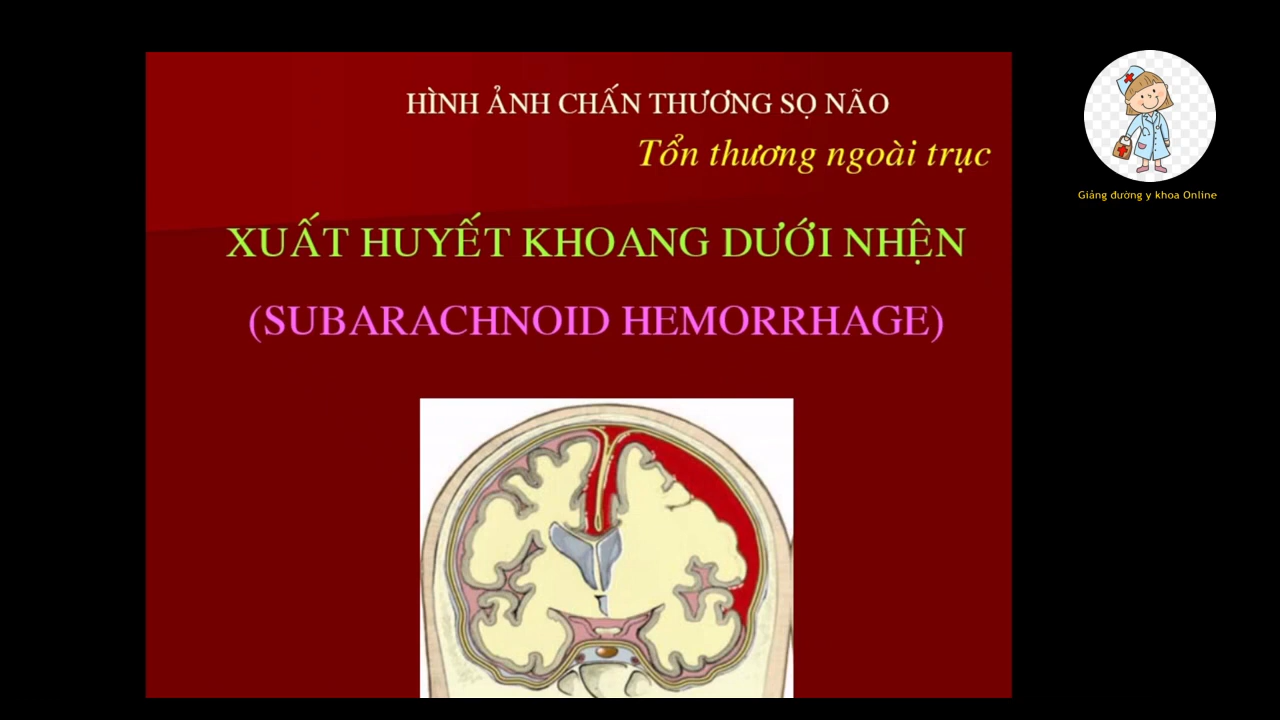 HÌNH ẢNH CHẤN THƯƠNG SỌ NÃO
Tổn thương ngoài trục
XUẤT HUYẾT KHOANG DƯỚI NHỆN
(SUBARACHNOID HEMORRHAGE)
Giảng đường y khoa Online